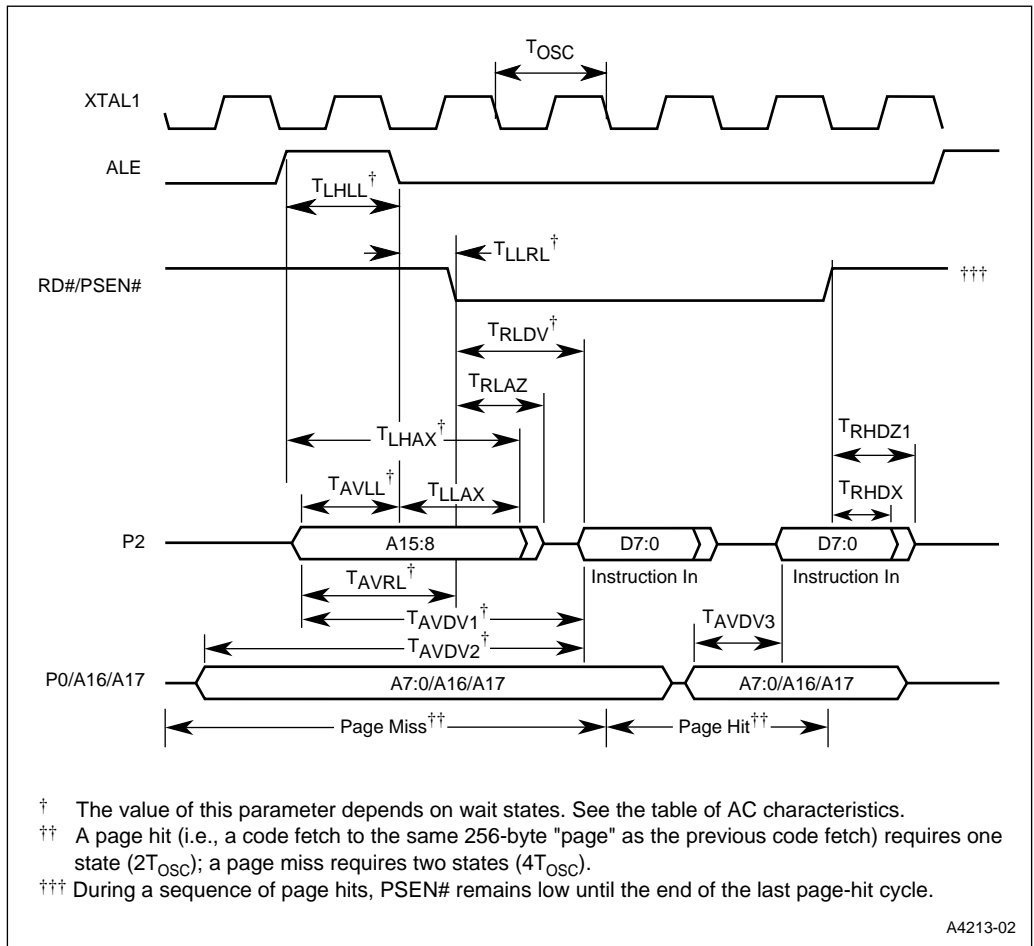 TOSC
XTAL1
ALE
TLHLL†
TLLRL†
RD#/PSEN#
†††
TRLDV†
TRLAZ
TLHAX†
TRHDZ1
TAVLL†
TLLAX
TRHDX
P2
A15:8
D7:0
D7:0
Instruction In
Instruction In
TAVRL†
TAVDV1†
TAVDV3
TAVDV2†
P0/A16/A17
A7:0/A16/A17
A7:0/A16/A17
Page Miss††
Page Hit††
† The value of this parameter depends on wait states. See the table of AC characteristics.
†† A page hit (i.e., a code fetch to the same 256-byte "page" as the previous code fetch) requires one
state (2TOSC); a page miss requires two states (4TOSC).
††† During a sequence of page hits, PSEN# remains low until the end of the last page-hit cycle.
A4213-02